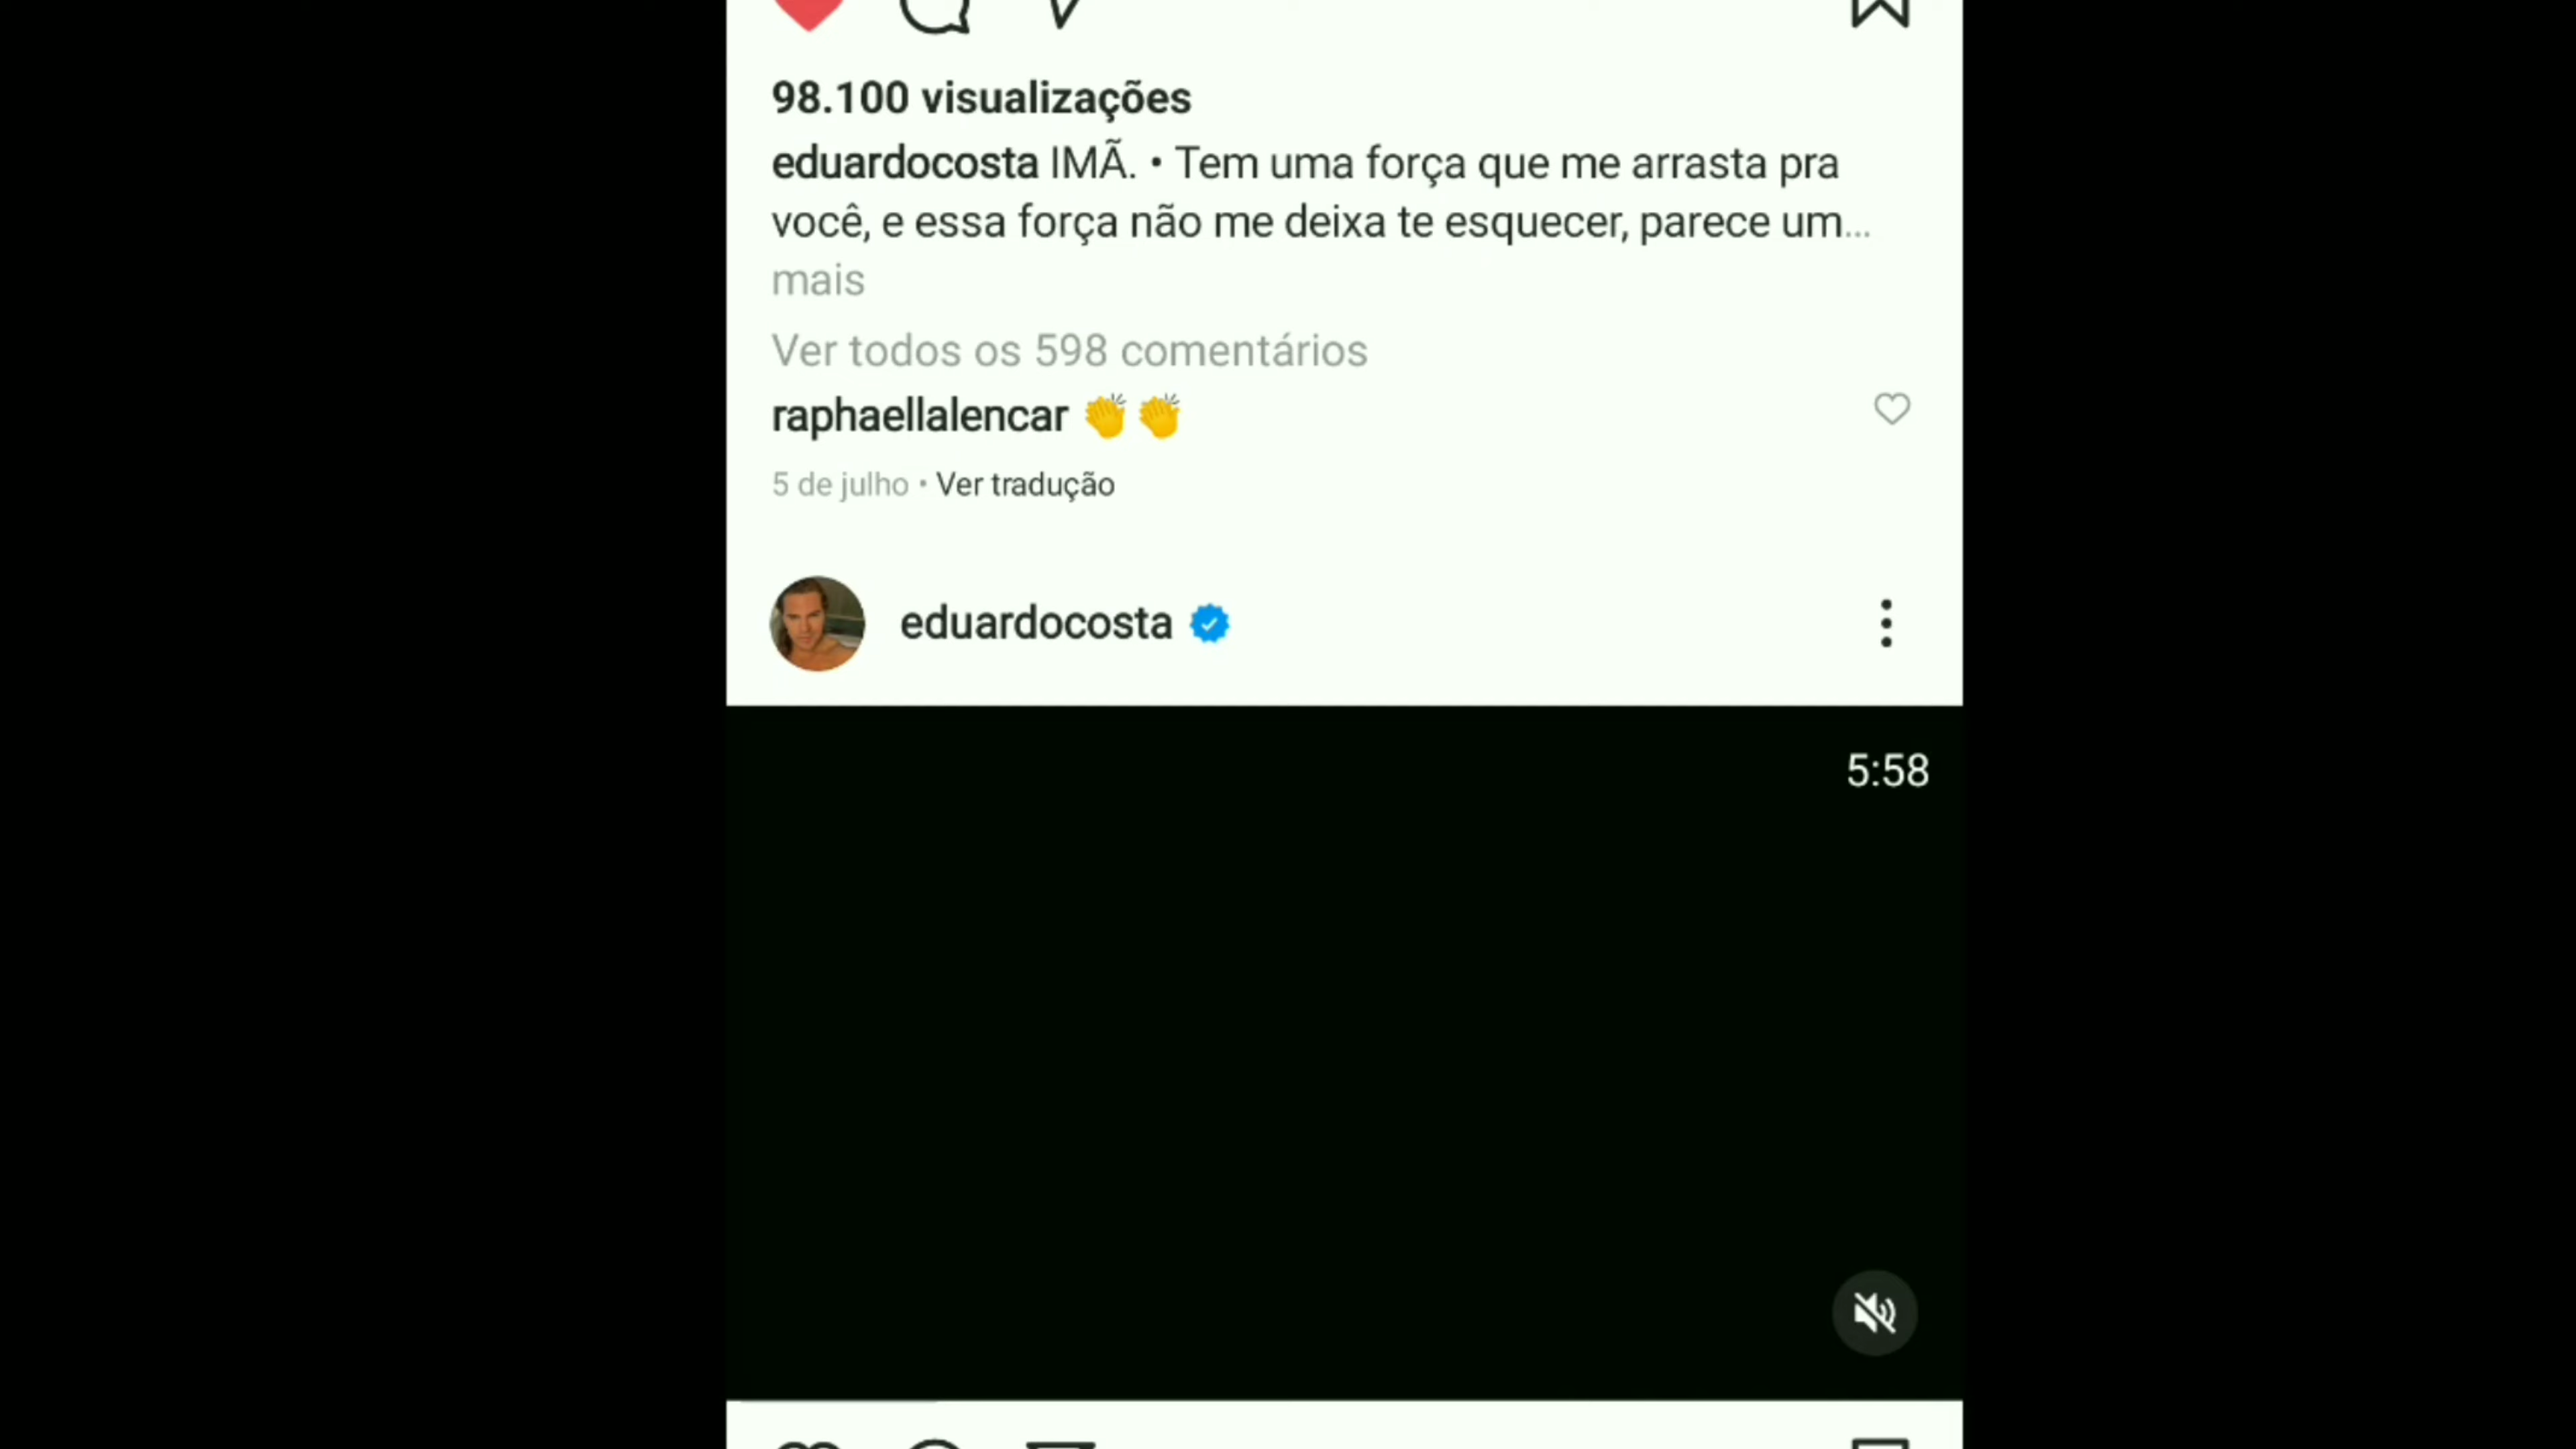 98.100 visualizações
eduardocosta IMÃ. • Tem uma força que me arrasta pra
você, e essa força não me deixa te esquecer, parece um...
mais
Ver todos os 598 comentários
raphaellalencar 👏👏
5 de julho • Ver tradução
eduardocosta
5:58